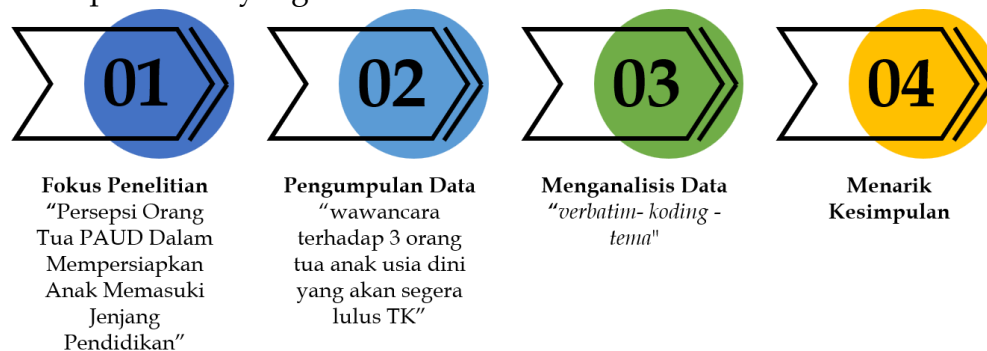 01
02
03
04
Fokus Penelitian
“Persepsi Orang
Tua PAUD Dalam
Mempersiapkan
Anak Memasuki
Jenjang
Pendidikan”
Pengumpulan Data
“wawancara
terhadap 3 orang
tua anak usia dini
yang akan segera
lulus TK”
Menganalisis Data
“verbatim- koding -
tema"
Menarik
Kesimpulan